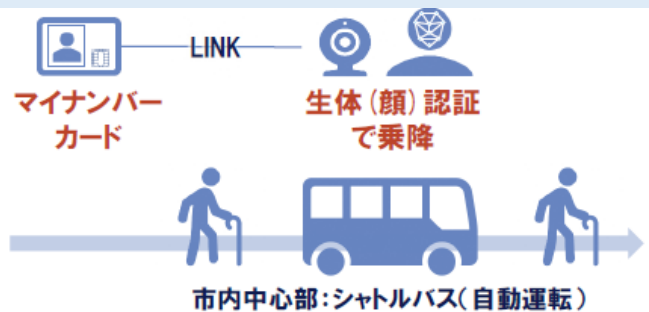 LINK
マイナンバー
カード
生体（顔）認証
で乗降
市内中心部：シャトルバス（自動運転）